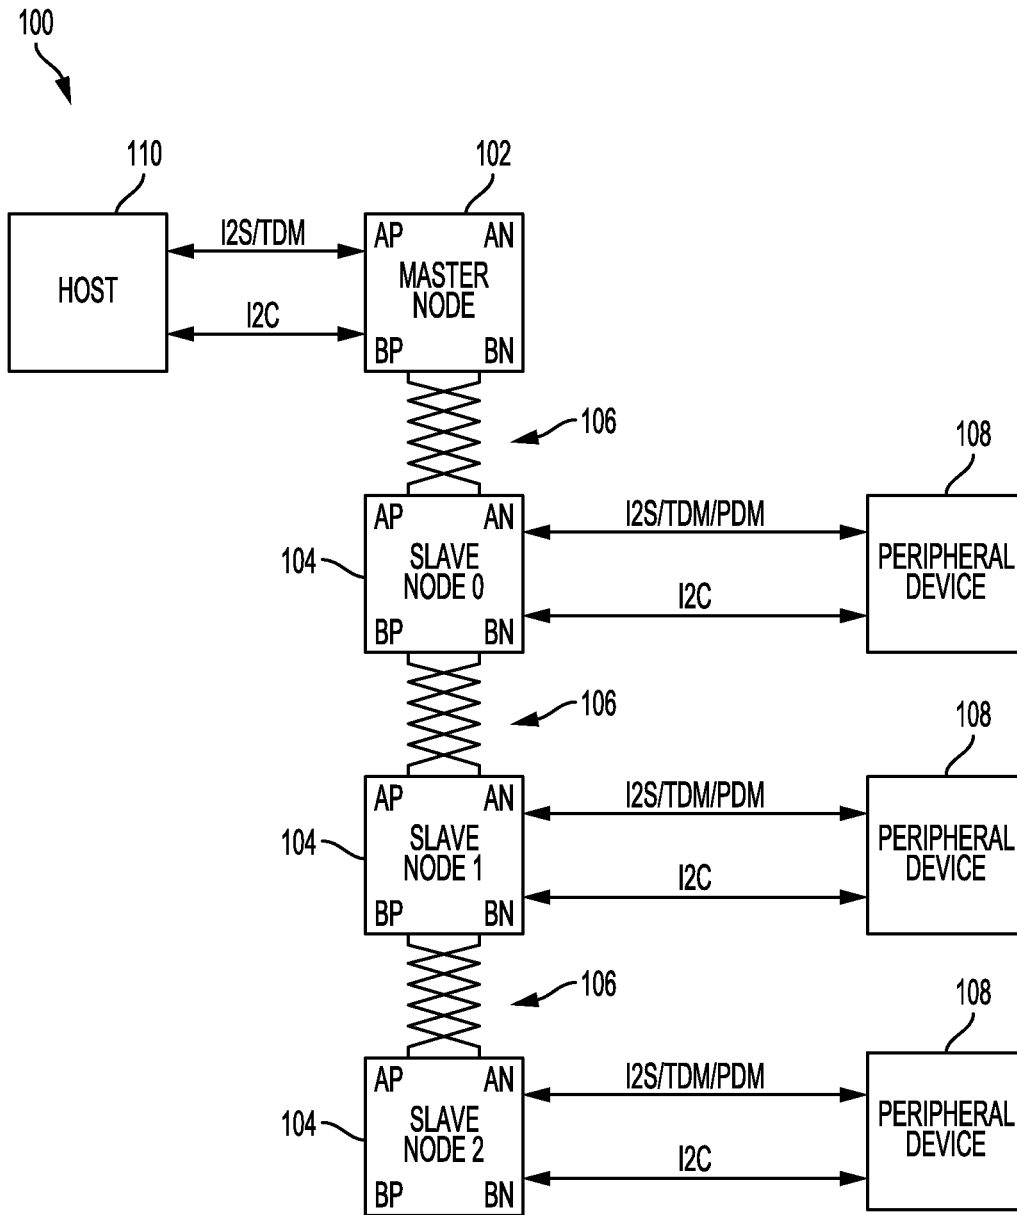 100
110
102
I2S/TDM
AP AN
HOST
MASTER
NODE
I2C
BP BN
106
108
AP AN
I2S/TDM/PDM
104
SLAVE
NODE 0
PERIPHERAL
DEVICE
I2C
BP BN
106
108
AP AN
I2S/TDM/PDM
104
SLAVE
NODE 1
PERIPHERAL
DEVICE
I2C
BP BN
106
108
AP AN
I2S/TDM/PDM
104
SLAVE
NODE 2
PERIPHERAL
DEVICE
I2C
BP BN